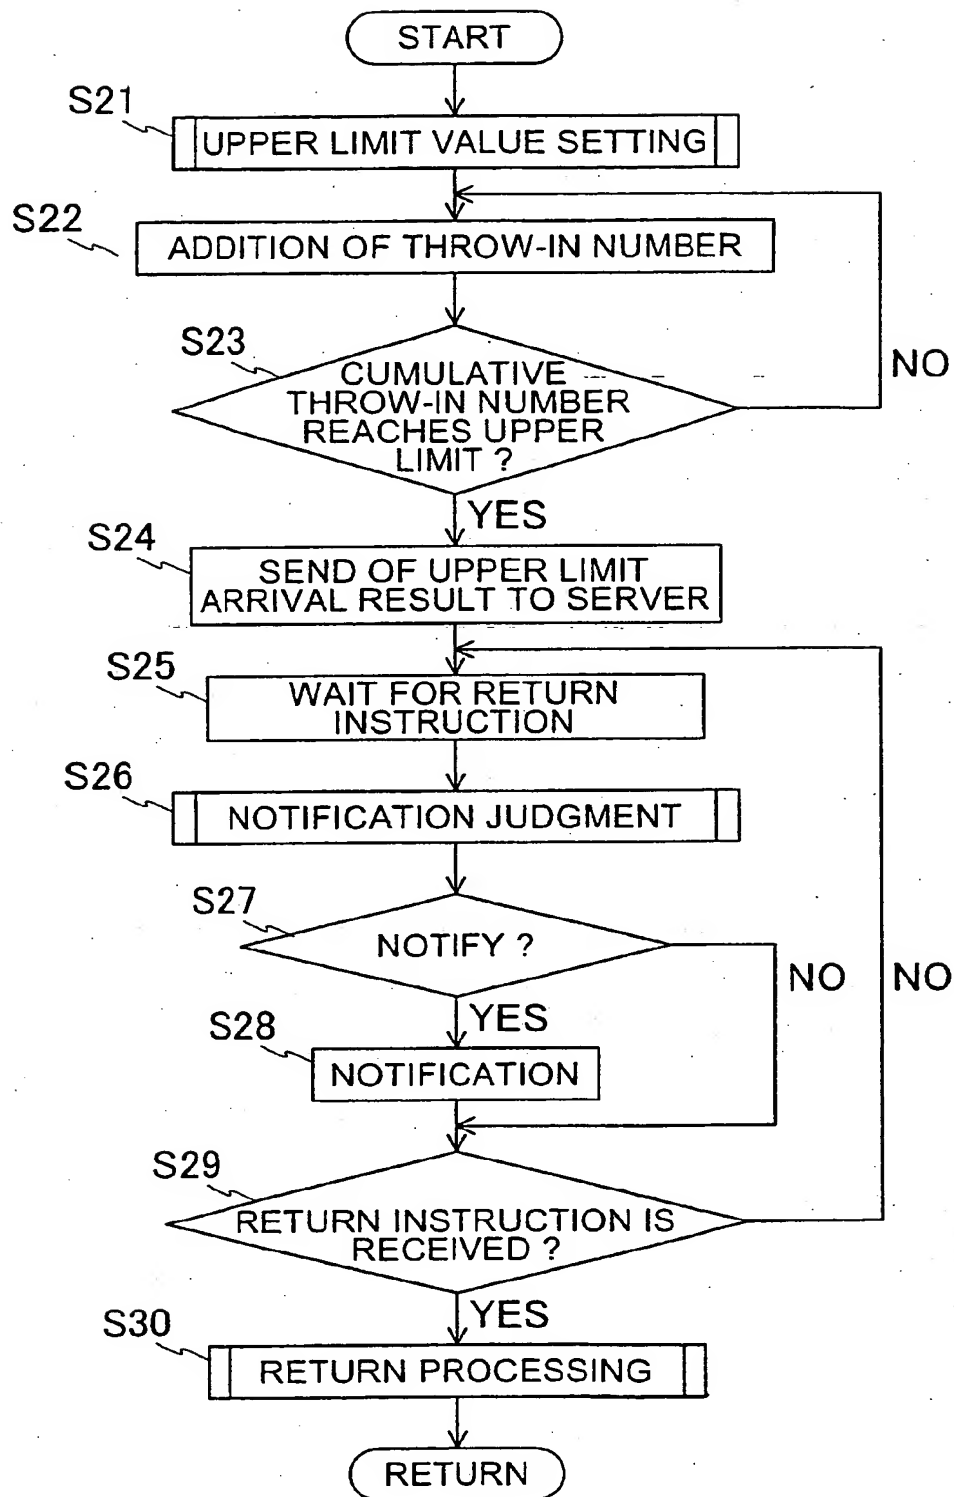 START
S21
UPPER LIMIT VALUE SETTING
S22
ADDITION OF THROW-IN NUMBER
S23
CUMULATIVE
THROW-IN NUMBER
REACHES UPPER
LIMIT ?
NO
YES
S24
SEND OF UPPER LIMIT
ARRIVAL RESULT TO SERVER
S25
WAIT FOR RETURN
INSTRUCTION
S26
NOTIFICATION JUDGMENT
S27
NOTIFY ?
NO
NO
YES
S28
NOTIFICATION
S29
RETURN INSTRUCTION IS
RECEIVED ?
YES
S30
RETURN PROCESSING
RETURN